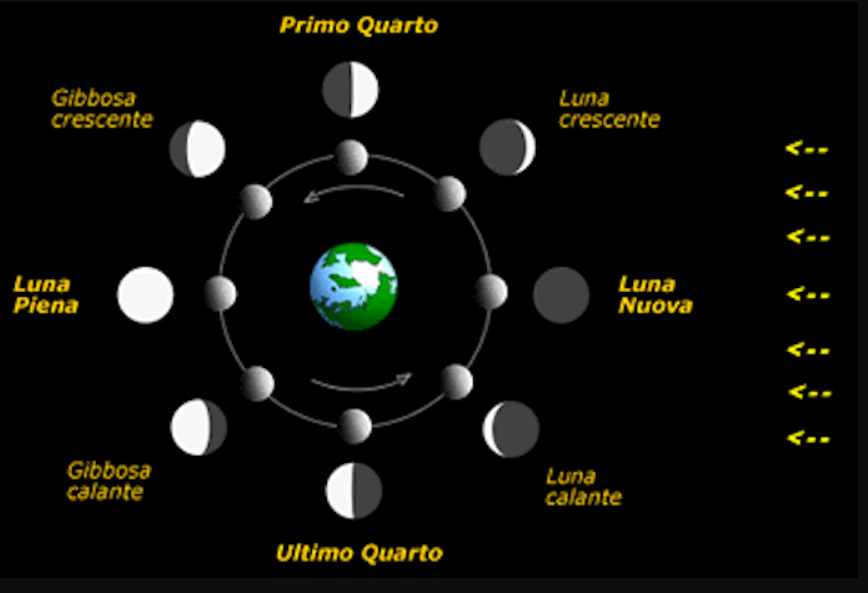 Primo Quarto
Gibbosa
crescente
Luna
crescente
<--
<--
<--
Luna
Piena
Luna
Nuova
<--
<--
<--
<--
Gibbosa
calante
Luna
calante
Ultimo Quarto